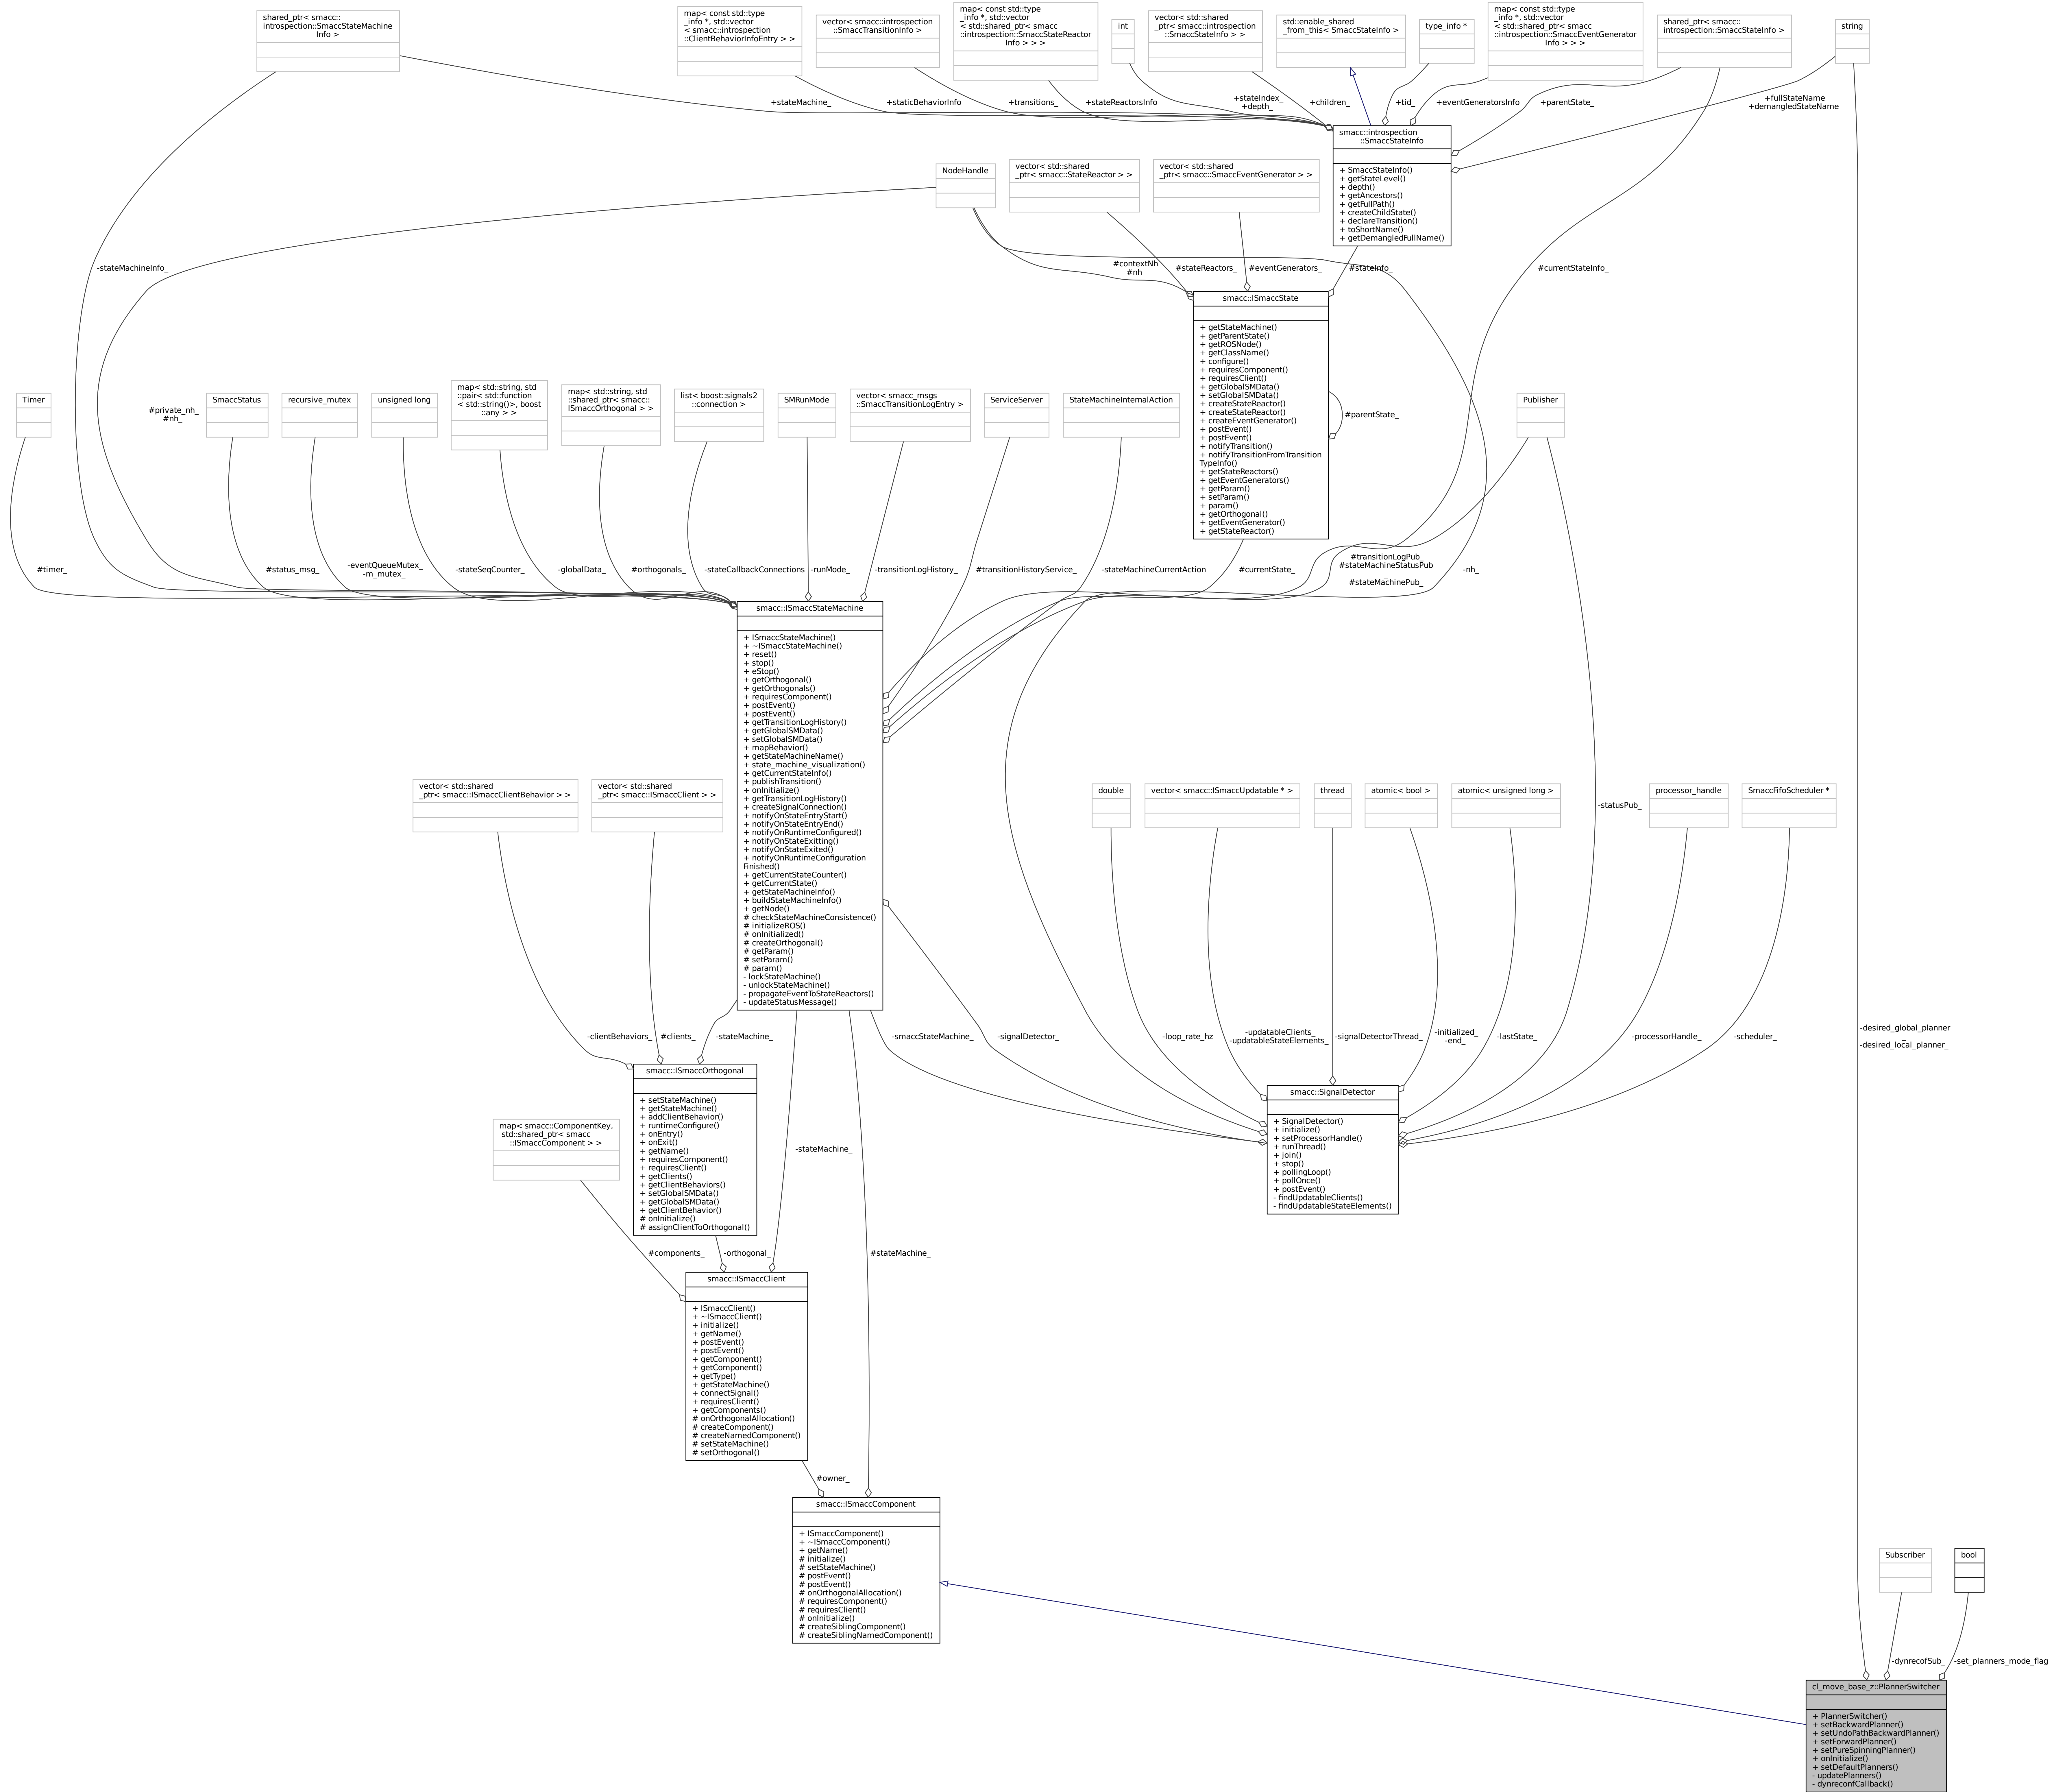 shared_ptr< smacc::
introspection::SmaccStateMachine
Info >
map< const std::type
_info *, std::vector
< smacc::introspection
::ClientBehaviorInfoEntry > >
vector< smacc::introspection
::SmaccTransitionInfo >
map< const std::type
_info *, std::vector
< std::shared_ptr< smacc
::introspection::SmaccStateReactor
Info > > >
int
vector< std::shared
_ptr< smacc::introspection
::SmaccStateInfo > >
std::enable_shared
_from_this< SmaccStateInfo >
type_info *
map< const std::type
_info *, std::vector
< std::shared_ptr< smacc
::introspection::SmaccEventGenerator
Info > > >
shared_ptr< smacc::
introspection::SmaccStateInfo >
string
+stateMachine_
+staticBehaviorInfo
+transitions_
+stateReactorsInfo
+stateIndex_
+depth_
+children_
+tid_
+eventGeneratorsInfo
+parentState_
+fullStateName
+demangledStateName
smacc::introspection
::SmaccStateInfo
+ SmaccStateInfo()
+ getStateLevel()
+ depth()
+ getAncestors()
+ getFullPath()
+ createChildState()
+ declareTransition()
+ toShortName()
+ getDemangledFullName()
NodeHandle
vector< std::shared
_ptr< smacc::StateReactor > >
vector< std::shared
_ptr< smacc::SmaccEventGenerator > >
-stateMachineInfo_
#contextNh
#nh
#stateReactors_
#eventGenerators_
#stateInfo_
#currentStateInfo_
smacc::ISmaccState
+ getStateMachine()
+ getParentState()
+ getROSNode()
+ getClassName()
+ configure()
+ requiresComponent()
+ requiresClient()
+ getGlobalSMData()
+ setGlobalSMData()
+ createStateReactor()
+ createStateReactor()
+ createEventGenerator()
+ postEvent()
+ postEvent()
+ notifyTransition()
+ notifyTransitionFromTransition
TypeInfo()
+ getStateReactors()
+ getEventGenerators()
+ getParam()
+ setParam()
+ param()
+ getOrthogonal()
+ getEventGenerator()
+ getStateReactor()
#parentState_
Timer
#private_nh_
#nh_
SmaccStatus
recursive_mutex
unsigned long
map< std::string, std
::pair< std::function
< std::string()>, boost
::any > >
map< std::string, std
::shared_ptr< smacc::
ISmaccOrthogonal > >
list< boost::signals2
::connection >
SMRunMode
vector< smacc_msgs
::SmaccTransitionLogEntry >
ServiceServer
StateMachineInternalAction
Publisher
#timer_
#status_msg_
-eventQueueMutex_
-m_mutex_
-stateSeqCounter_
-globalData_
#orthogonals_
-stateCallbackConnections
-runMode_
-transitionLogHistory_
#transitionHistoryService_
-stateMachineCurrentAction
#currentState_
#transitionLogPub_
#stateMachineStatusPub
_
#stateMachinePub_
-nh_
smacc::ISmaccStateMachine
+ ISmaccStateMachine()
+ ~ISmaccStateMachine()
+ reset()
+ stop()
+ eStop()
+ getOrthogonal()
+ getOrthogonals()
+ requiresComponent()
+ postEvent()
+ postEvent()
+ getTransitionLogHistory()
+ getGlobalSMData()
+ setGlobalSMData()
+ mapBehavior()
+ getStateMachineName()
+ state_machine_visualization()
+ getCurrentStateInfo()
+ publishTransition()
+ onInitialize()
+ getTransitionLogHistory()
+ createSignalConnection()
+ notifyOnStateEntryStart()
+ notifyOnStateEntryEnd()
+ notifyOnRuntimeConfigured()
+ notifyOnStateExitting()
+ notifyOnStateExited()
+ notifyOnRuntimeConfiguration
Finished()
+ getCurrentStateCounter()
+ getCurrentState()
+ getStateMachineInfo()
+ buildStateMachineInfo()
+ getNode()
# checkStateMachineConsistence()
# initializeROS()
# onInitialized()
# createOrthogonal()
# getParam()
# setParam()
# param()
- lockStateMachine()
- unlockStateMachine()
- propagateEventToStateReactors()
- updateStatusMessage()
vector< std::shared
_ptr< smacc::ISmaccClientBehavior > >
vector< std::shared
_ptr< smacc::ISmaccClient > >
double
vector< smacc::ISmaccUpdatable * >
thread
atomic< bool >
atomic< unsigned long >
-statusPub_
processor_handle
SmaccFifoScheduler *
-clientBehaviors_
#clients_
-stateMachine_
-smaccStateMachine_
-signalDetector_
-loop_rate_hz
-updatableClients_
-updatableStateElements_
-signalDetectorThread_
-initialized_
-end_
-lastState_
-processorHandle_
-scheduler_
-desired_global_planner
_
-desired_local_planner_
smacc::ISmaccOrthogonal
+ setStateMachine()
+ getStateMachine()
+ addClientBehavior()
+ runtimeConfigure()
+ onEntry()
+ onExit()
+ getName()
+ requiresComponent()
+ requiresClient()
+ getClients()
+ getClientBehaviors()
+ setGlobalSMData()
+ getGlobalSMData()
+ getClientBehavior()
# onInitialize()
# assignClientToOrthogonal()
smacc::SignalDetector
+ SignalDetector()
+ initialize()
+ setProcessorHandle()
+ runThread()
+ join()
+ stop()
+ pollingLoop()
+ pollOnce()
+ postEvent()
- findUpdatableClients()
- findUpdatableStateElements()
map< smacc::ComponentKey,
std::shared_ptr< smacc
::ISmaccComponent > >
-stateMachine_
#components_
-orthogonal_
#stateMachine_
smacc::ISmaccClient
+ ISmaccClient()
+ ~ISmaccClient()
+ initialize()
+ getName()
+ postEvent()
+ postEvent()
+ getComponent()
+ getComponent()
+ getType()
+ getStateMachine()
+ connectSignal()
+ requiresClient()
+ getComponents()
# onOrthogonalAllocation()
# createComponent()
# createNamedComponent()
# setStateMachine()
# setOrthogonal()
#owner_
smacc::ISmaccComponent
+ ISmaccComponent()
+ ~ISmaccComponent()
+ getName()
# initialize()
# setStateMachine()
# postEvent()
# postEvent()
# onOrthogonalAllocation()
# requiresComponent()
# requiresClient()
# onInitialize()
# createSiblingComponent()
# createSiblingNamedComponent()
Subscriber
bool
-dynrecofSub_
-set_planners_mode_flag
cl_move_base_z::PlannerSwitcher
+ PlannerSwitcher()
+ setBackwardPlanner()
+ setUndoPathBackwardPlanner()
+ setForwardPlanner()
+ setPureSpinningPlanner()
+ onInitialize()
+ setDefaultPlanners()
- updatePlanners()
- dynreconfCallback()